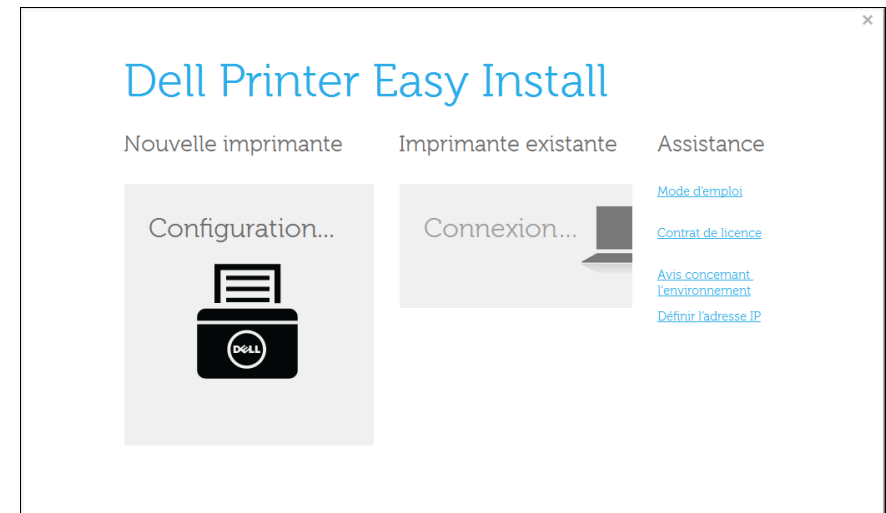 ×
Dell Printer Easy Install
Nouvelle imprimante
Imprimante existante
Assistance
Configuration...
DELL
Connexion...
Mode d'emploi
Contrat de licence
Avis concernant
l'environnement
Définir l'adresse IP